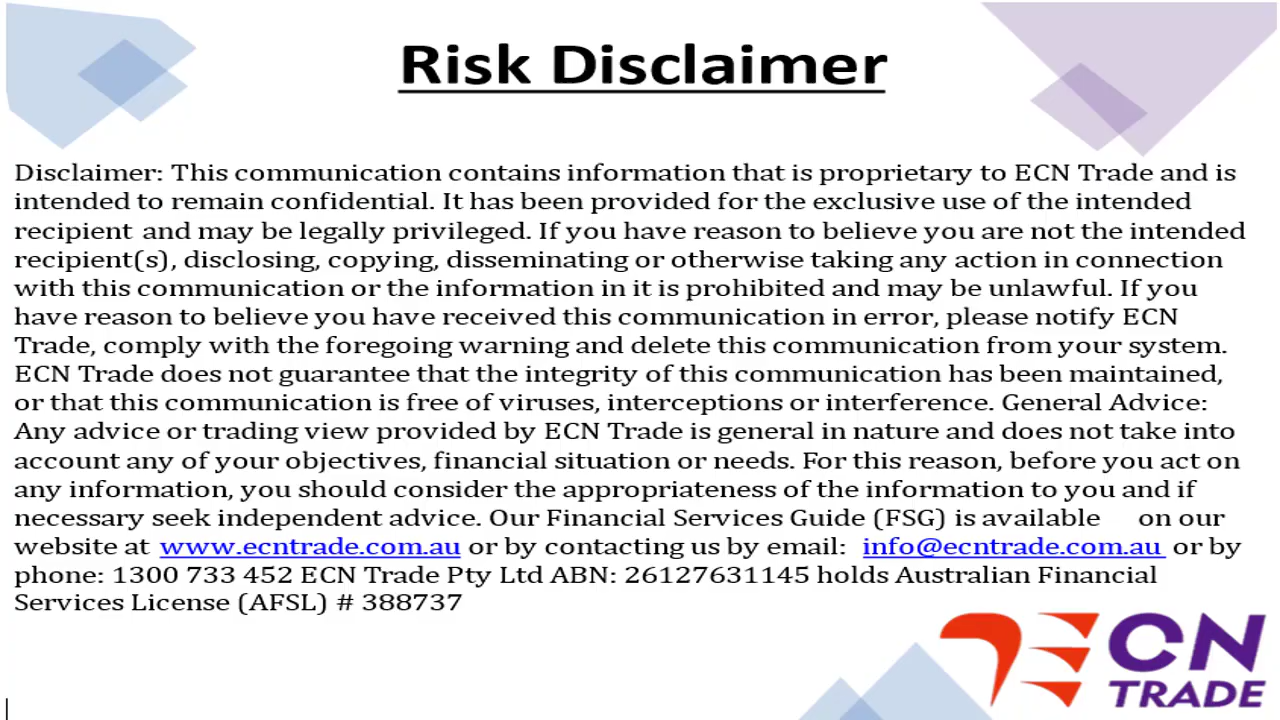 Risk Disclaimer
Disclaimer: This communication contains information that is proprietary to ECN Trade and is
intended to remain confidential. It has been provided for the exclusive use of the intended
recipient and may be legally privileged. If you have reason to believe you are not the intended
recipient(s), disclosing, copying, disseminating or otherwise taking any action in connection
with this communication or the information in it is prohibited and may be unlawful. If you
have reason to believe you have received this communication in error, please notify ECN
Trade, comply with the foregoing warning and delete this communication from your system.
ECN Trade does not guarantee that the integrity of this communication has been maintained,
or that this communication is free of viruses, interceptions or interference. General Advice:
Any advice or trading view provided by ECN Trade is general in nature and does not take into
account any of your objectives, financial situation or needs. For this reason, before you act on
any information, you should consider the appropriateness of the information to you and if
necessary seek independent advice. Our Financial Services Guide (FSG) is available on our
website at www.ecntrade.com.au or by contacting us by email: info@ecntrade.com.au or by
phone: 1300 733 452 ECN Trade Pty Ltd ABN: 26127631145 holds Australian Financial
Services License (AFSL) # 388737
ECN
TRADE